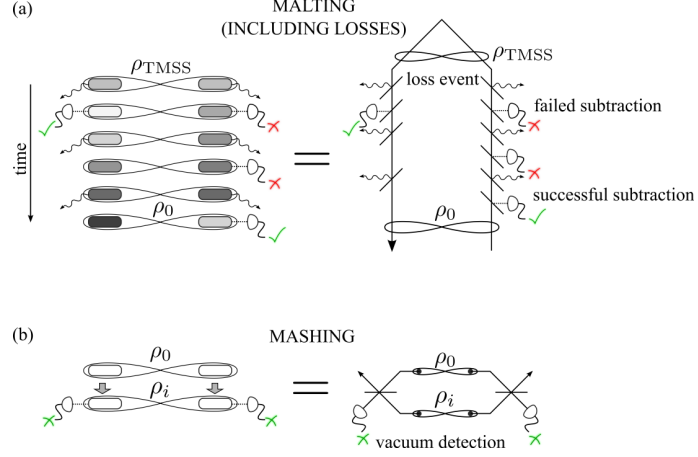 (a)
MALTING
(INCLUDING LOSSES)
ρTMSS
ρTMSS
loss event
failed subtraction
time
=
successful subtraction
ρ0
ρ0
(b)
MASHING
ρ0
ρ0
=
ρi
ρi
vacuum detection